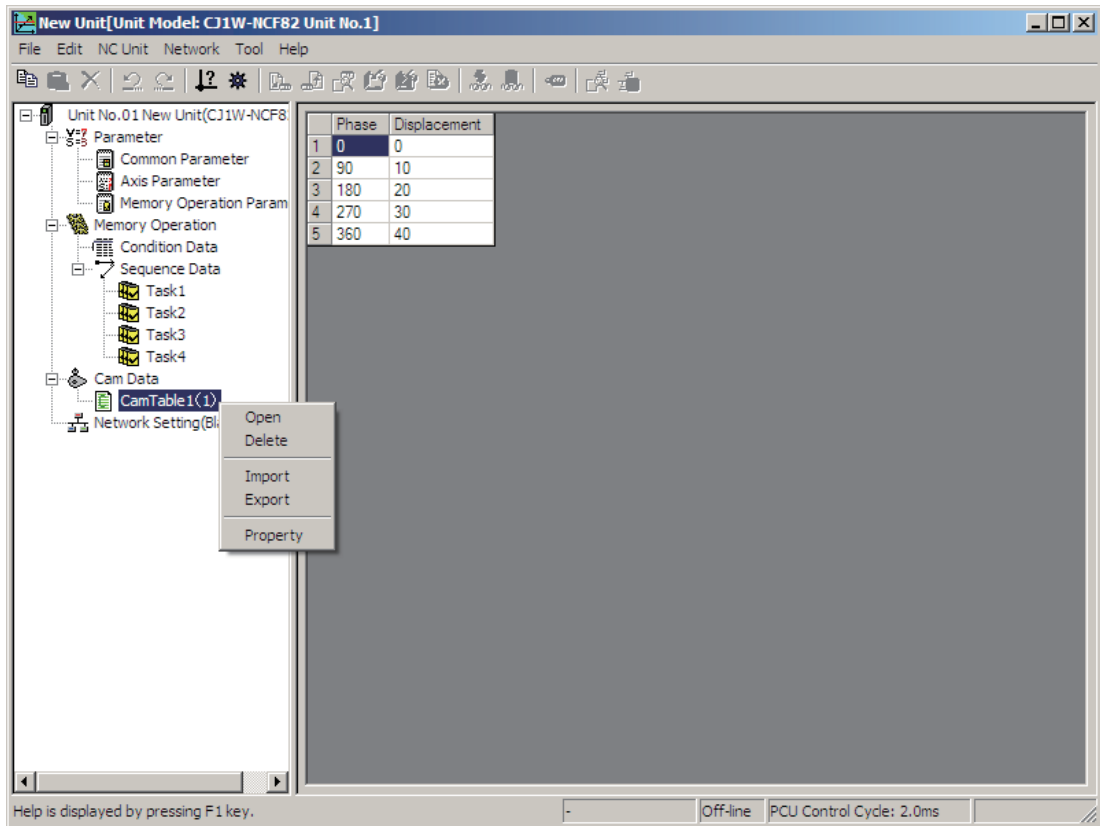 New Unit[Unit Model: CJ1W-NCF82 Unit No.1]
File Edit NC Unit Network Tool Help
Unit No.01 New Unit(CJ1W-NCF8
Parameter
Common Parameter
Axis Parameter
Memory Operation Param
Memory Operation
Condition Data
Sequence Data
Task1
Task2
Task3
Task4
Cam Data
CamTable1(1)
Network Setting(Bl
Open
Delete
Import
Export
Property
Phase Displacement
1 0 0
2 90 10
3 180 20
4 270 30
5 360 40
Help is displayed by pressing F1 key.
-
Off-line
PCU Control Cycle: 2.0ms